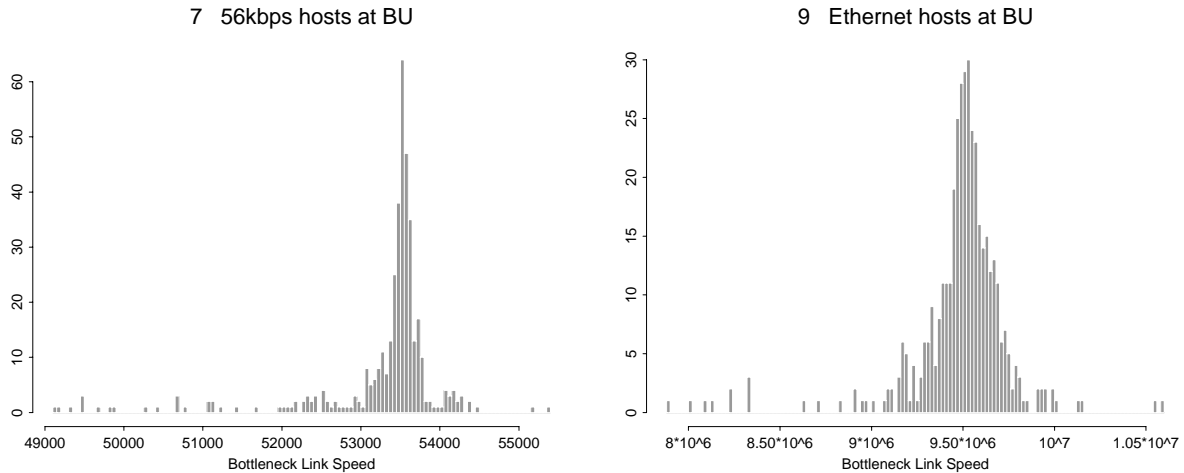 7 56kbps hosts at BU
60
50
40
30
20
10
0
49000 50000 51000 52000 53000 54000 55000
Bottleneck Link Speed
9 Ethernet hosts at BU
30
25
20
15
10
5
0
8*10^6 8.50*10^6 9*10^6 9.50*10^6 10^7 1.05*10^7
Bottleneck Link Speed